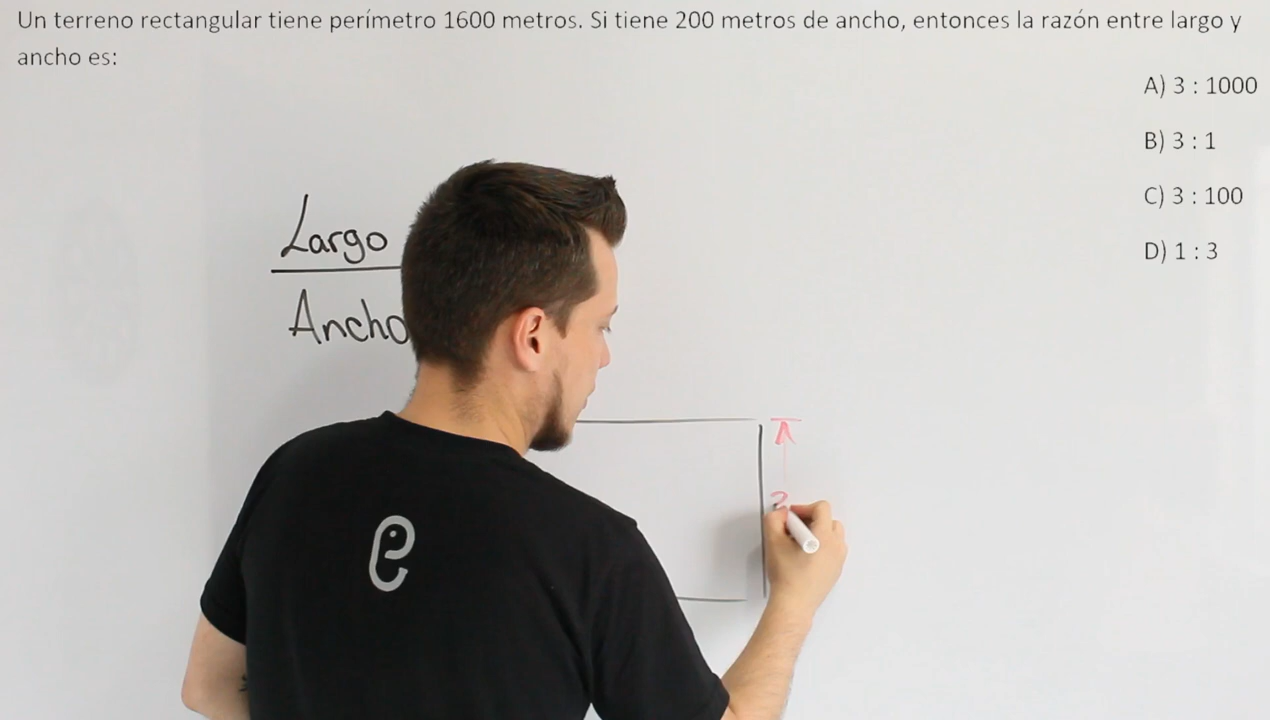 Un terreno rectangular tiene perímetro 1600 metros. Si tiene 200 metros de ancho, entonces la razón entre largo y
ancho es:
A) 3 : 1000
B) 3 : 1
C) 3 : 100
D) 1 : 3
Largo
Ancho
2